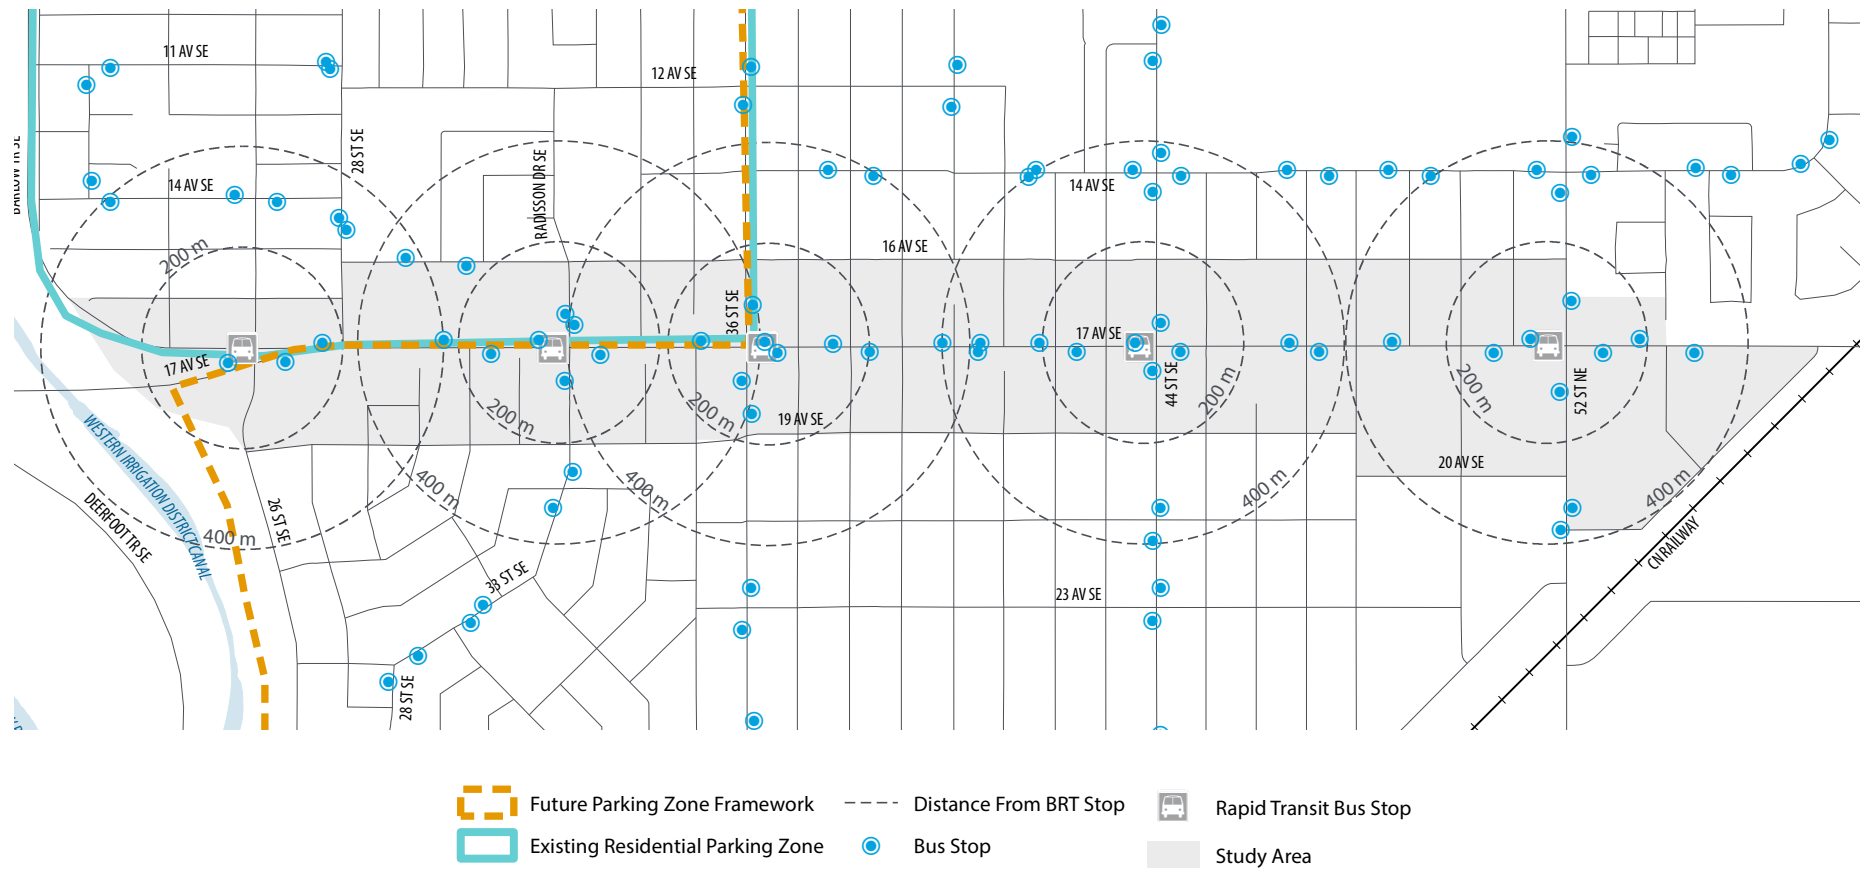 11 AV SE
12 AV SE
28 ST SE
RADISSON DR SE
14 AV SE
14 AV SE
16 AV SE
200 m
36 ST SE
17 AV SE
17 AV SE
44 ST SE
200 m
200 m
52 ST NE
200 m
200 m
19 AV SE
20 AV SE
WESTERN IRRIGATION DISTRICT CANAL
DEERFOOT TR SE
26 ST SE
400 m
400 m
400 m
400 m
400 m
CN RAILWAY
33 ST SE
23 AV SE
28 ST SE
Future Parking Zone Framework
Distance From BRT Stop
Rapid Transit Bus Stop
Existing Residential Parking Zone
Bus Stop
Study Area